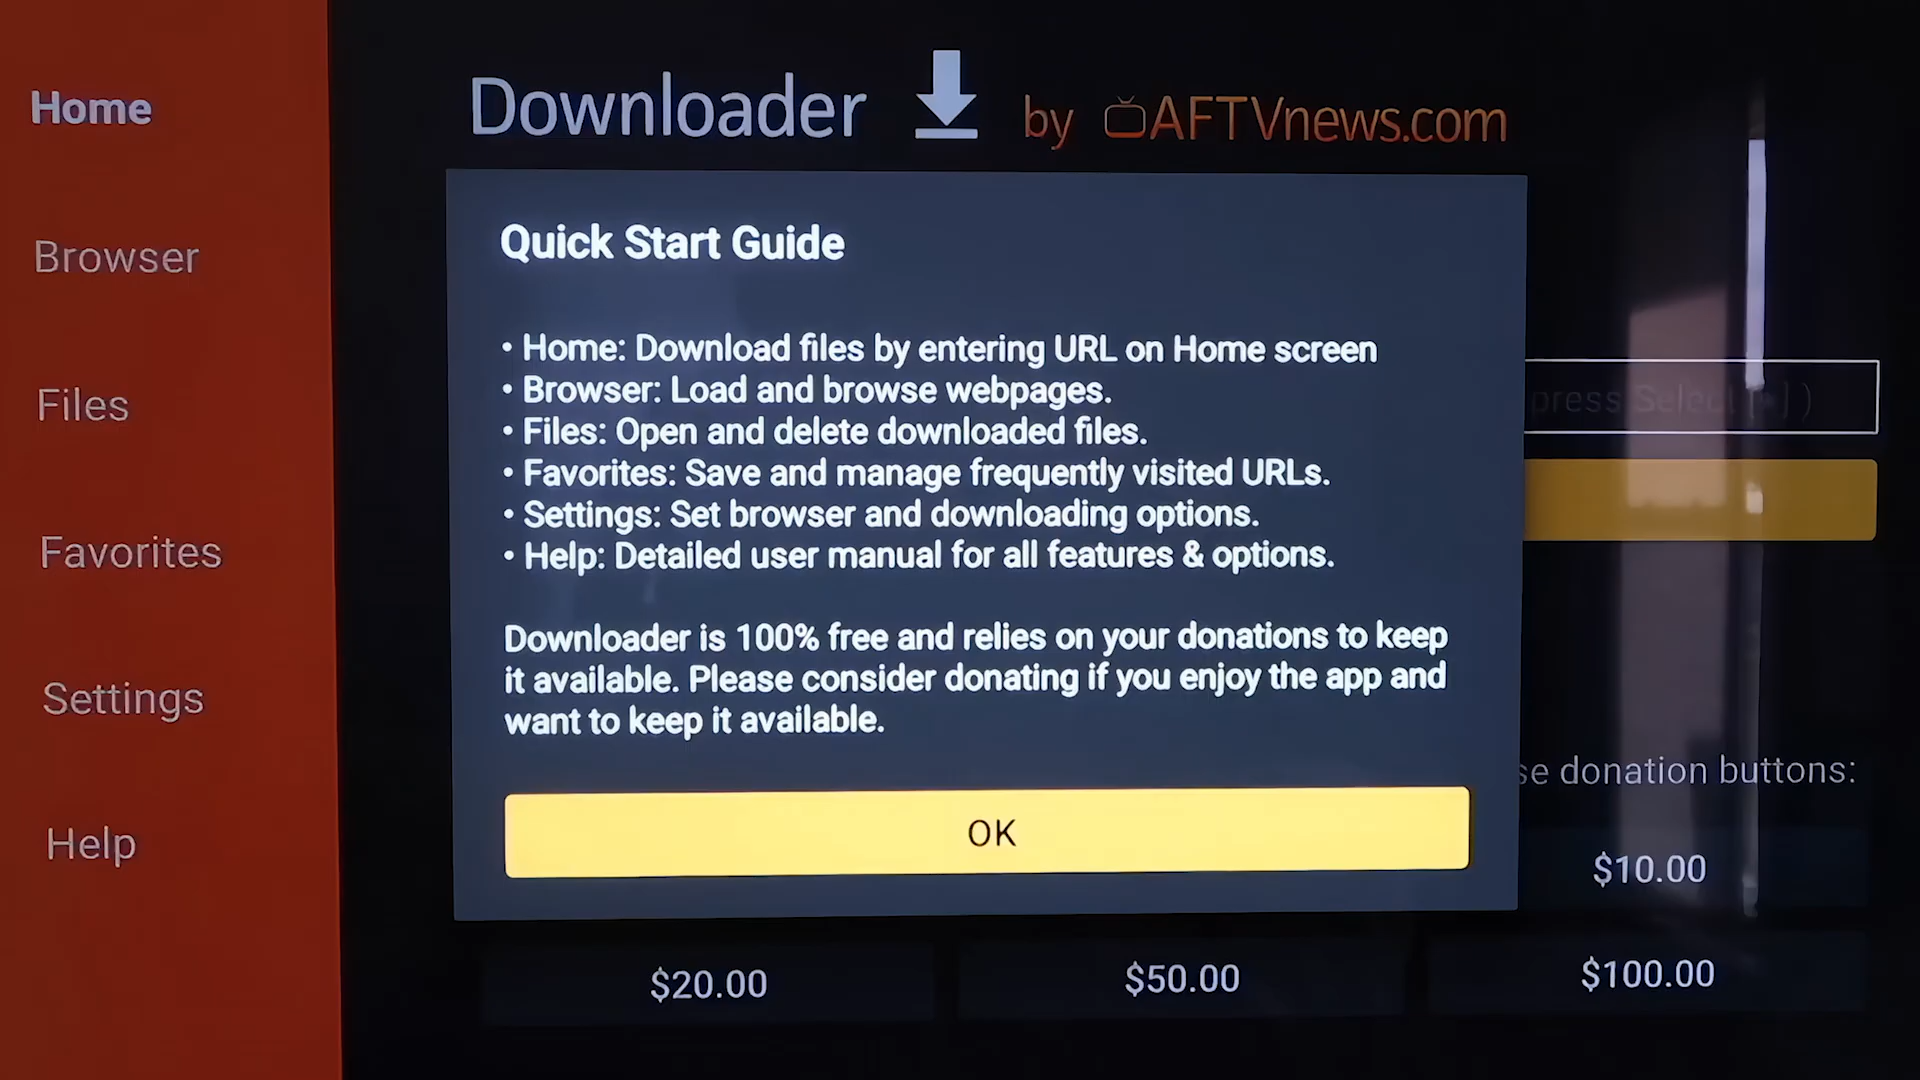 Home
Browser
Files
Favorites
Settings
Help
Downloader by AFTVnews.com
Quick Start Guide
• Home: Download files by entering URL on Home screen
• Browser: Load and browse webpages.
• Files: Open and delete downloaded files.
• Favorites: Save and manage frequently visited URLs.
• Settings: Set browser and downloading options.
• Help: Detailed user manual for all features & options.
Downloader is 100% free and relies on your donations to keep
it available. Please consider donating if you enjoy the app and
want to keep it available.
OK
press Select
se donation buttons:
$10.00
$20.00 $50.00 $100.00